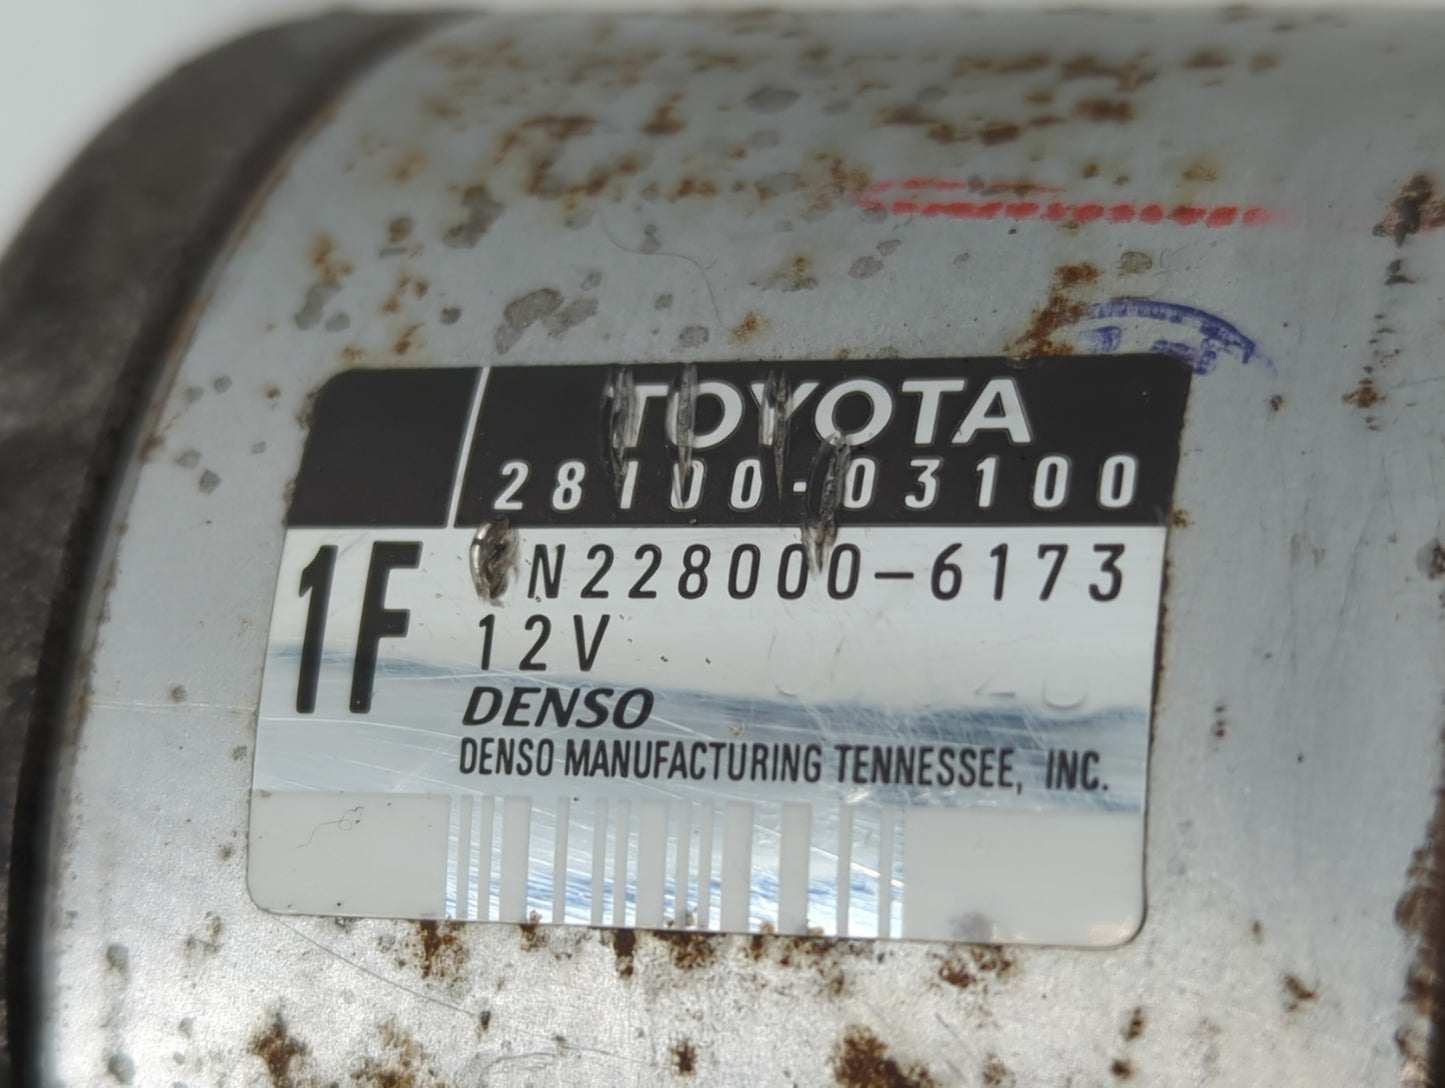 TOYOTA
28100-03100
1F
N228000-6173
12V
DENSO
DENSO MANUFACTURING TENNESSEE, INC.